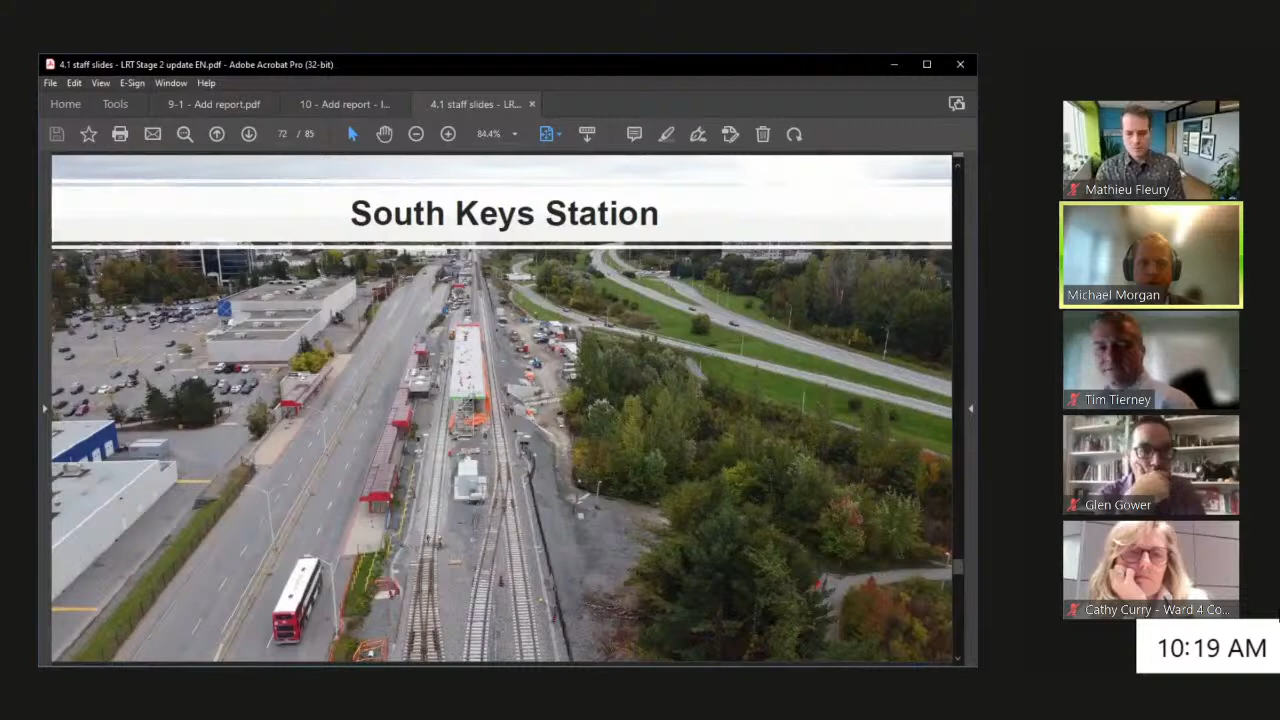 4.1 staff slides - LRT Stage 2 update EN.pdf - Adobe Acrobat Pro (32-bit)
File Edit View E-Sign Window Help
Home Tools 9-1 - Add report.pdf 10 - Add report - I... 4.1 staff slides - LR... ×
72 / 85 84.4%
South Keys Station
Mathieu Fleury
Michael Morgan
Tim Tierney
Glen Gower
Cathy Curry - Ward 4 Co...
10:19 AM